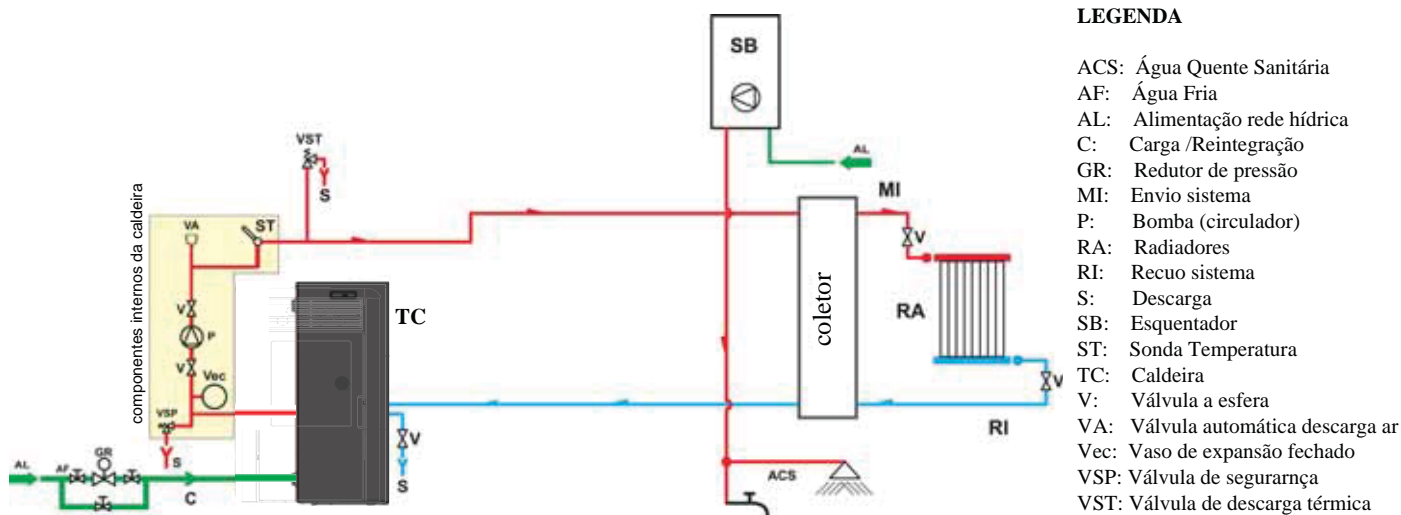 SB
VST
S
AL
MI
componentes internos da caldeira
VA
ST
V
V
P
TC
coletor
RA
V
Vec
V
VSP
V
RI
S
S
GR
AL
AF
C
ACS
LEGENDA
ACS: Água Quente Sanitária
AF: Água Fria
AL: Alimentação rede hídrica
C: Carga /Reintegração
GR: Redutor de pressão
MI: Envio sistema
P: Bomba (circulador)
RA: Radiadores
RI: Recuo sistema
S: Descarga
SB: Esquentador
ST: Sonda Temperatura
TC: Caldeira
V: Válvula a esfera
VA: Válvula automática descarga ar
Vec: Vaso de expansão fechado
VSP: Válvula de segurarnça
VST: Válvula de descarga térmica